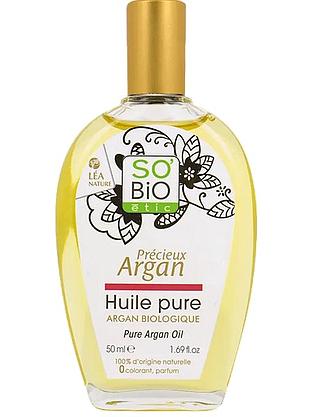 SO'
BiO
étic
LÉA
NATURE
Précieux
Argan
Huile pure
ARGAN BIOLOGIQUE
Pure Argan Oil
50 ml e 1.69 fl.oz
100% d'origine naturelle
0 colorant, parfum